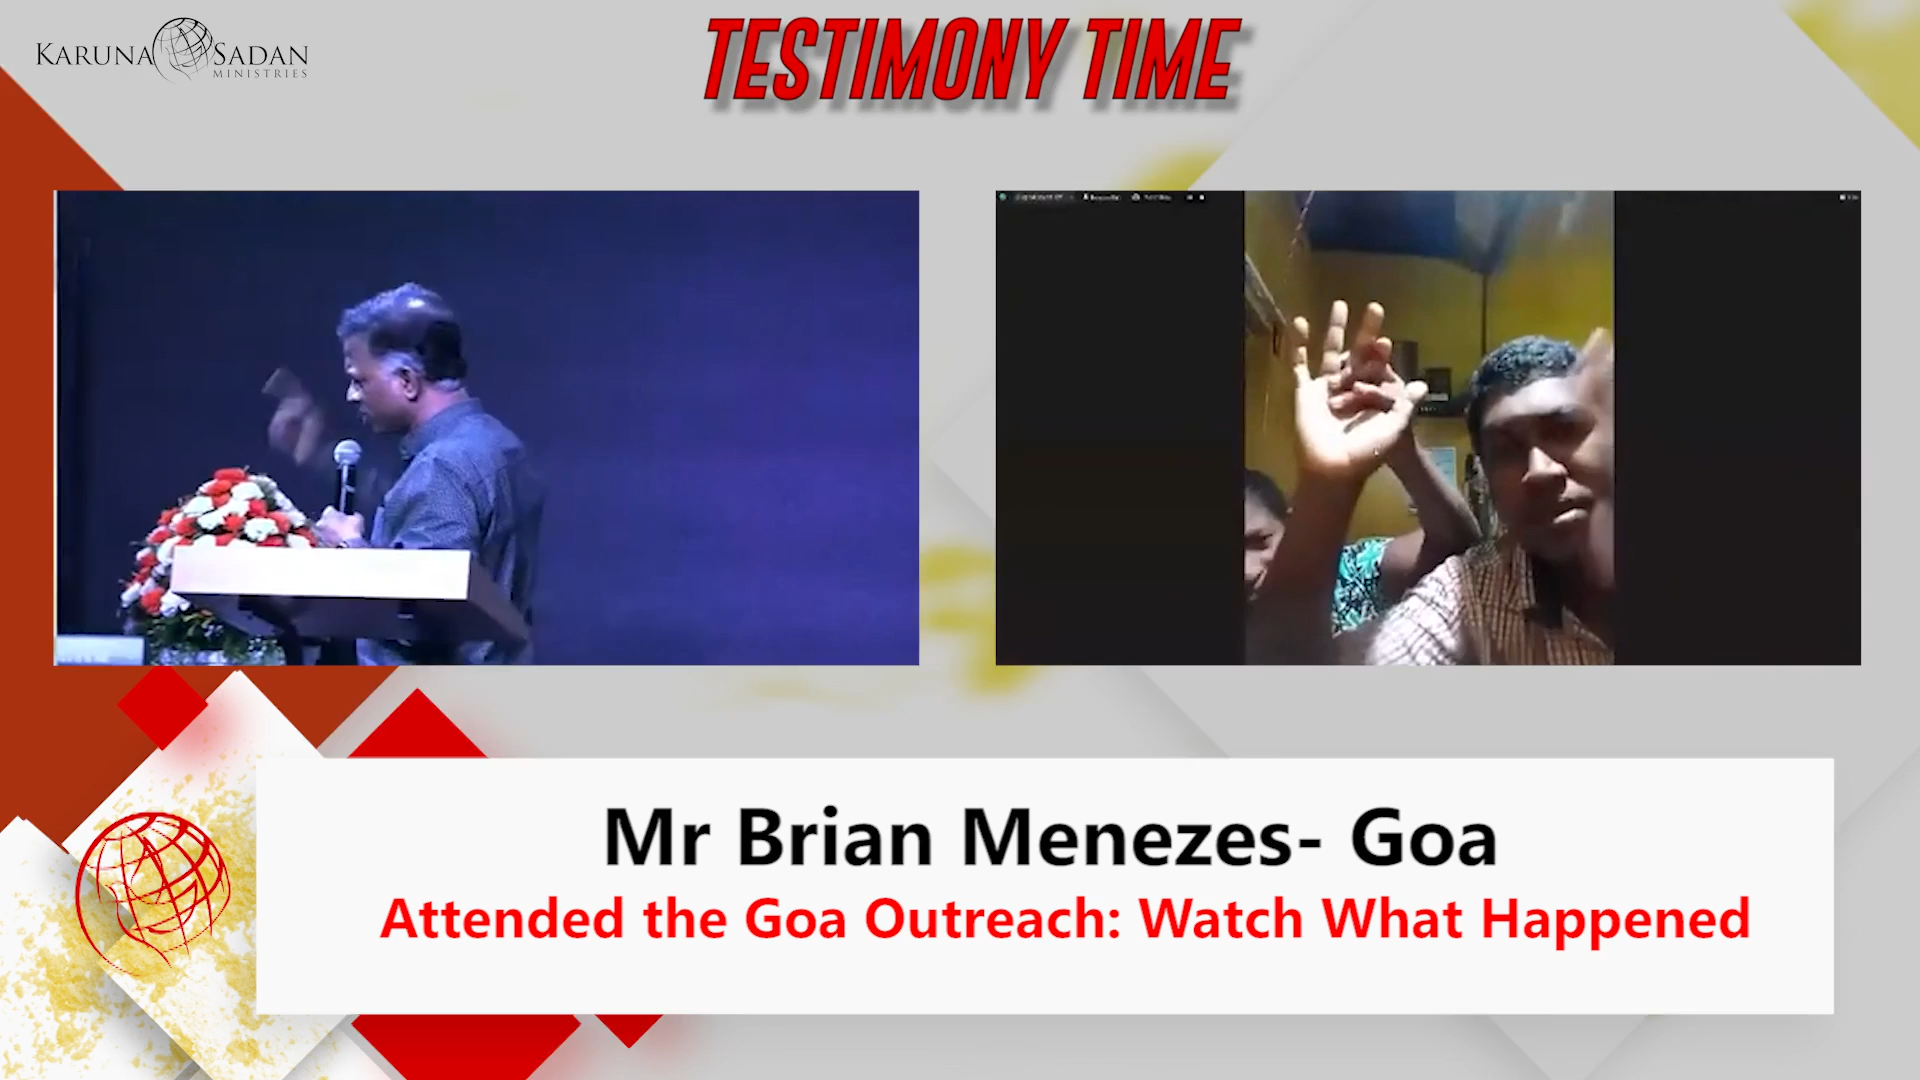 KARUNA SADAN
MINISTRIES
TESTIMONY TIME
Mr Brian Menezes- Goa
Attended the Goa Outreach: Watch What Happened